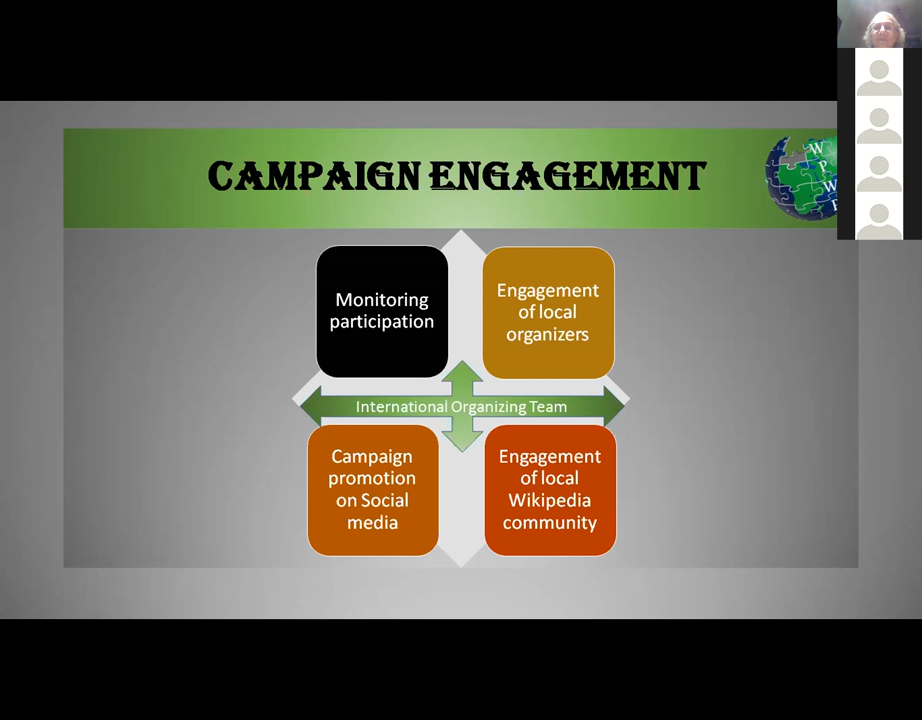 CAMPAIGN ENGAGEMENT
W
P
W
P
Monitoring
participation
Engagement
of local
organizers
International Organizing Team
Campaign
promotion
on Social
media
Engagement
of local
Wikipedia
community